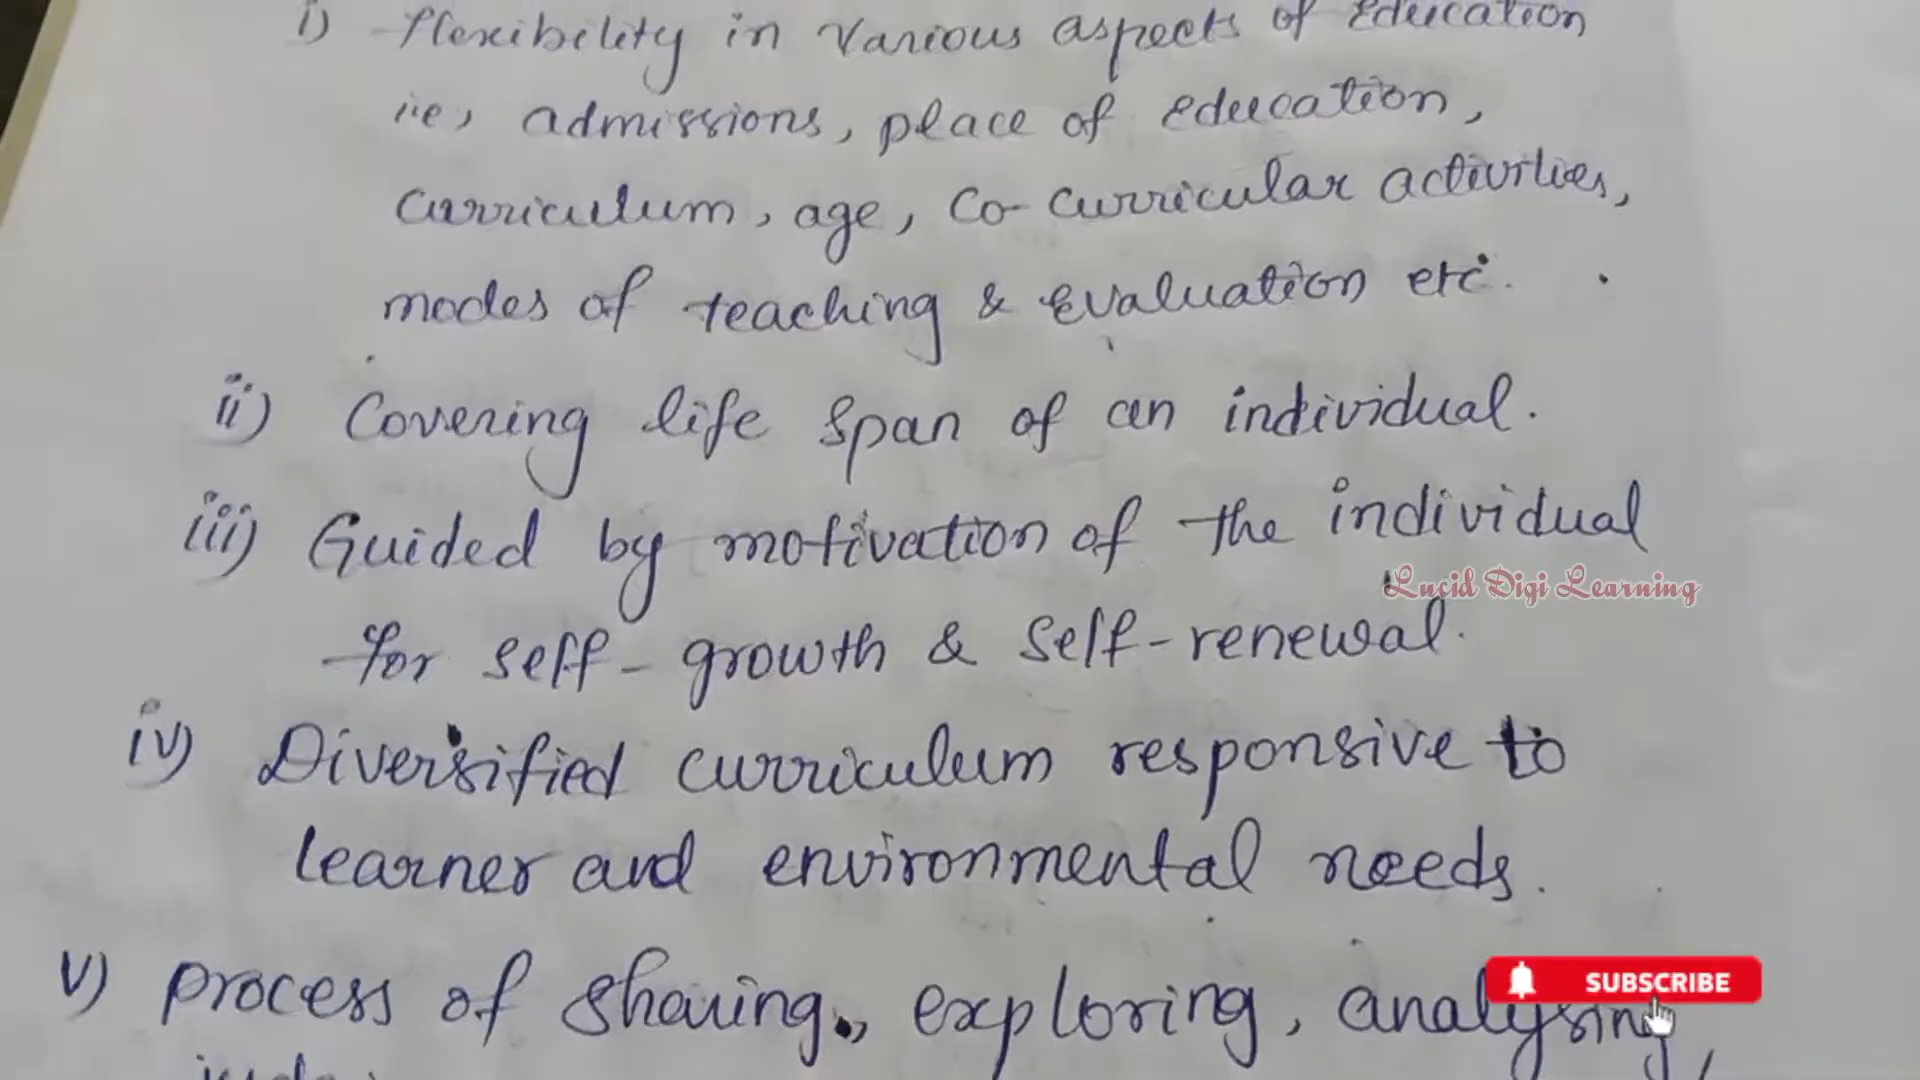 i) Flexibility in various aspects of Education
i.e, admissions, place of education,
curriculum, age, co-curricular activities,
modes of teaching & evaluation etc.
ii) Covering life span of an individual.
iii) Guided by motivation of the individual
Lucid Digi Learning
for self-growth & self-renewal.
iv) Diversified curriculum responsive to
learner and environmental needs.
v) process of sharing, exploring, analysing,
SUBSCRIBE